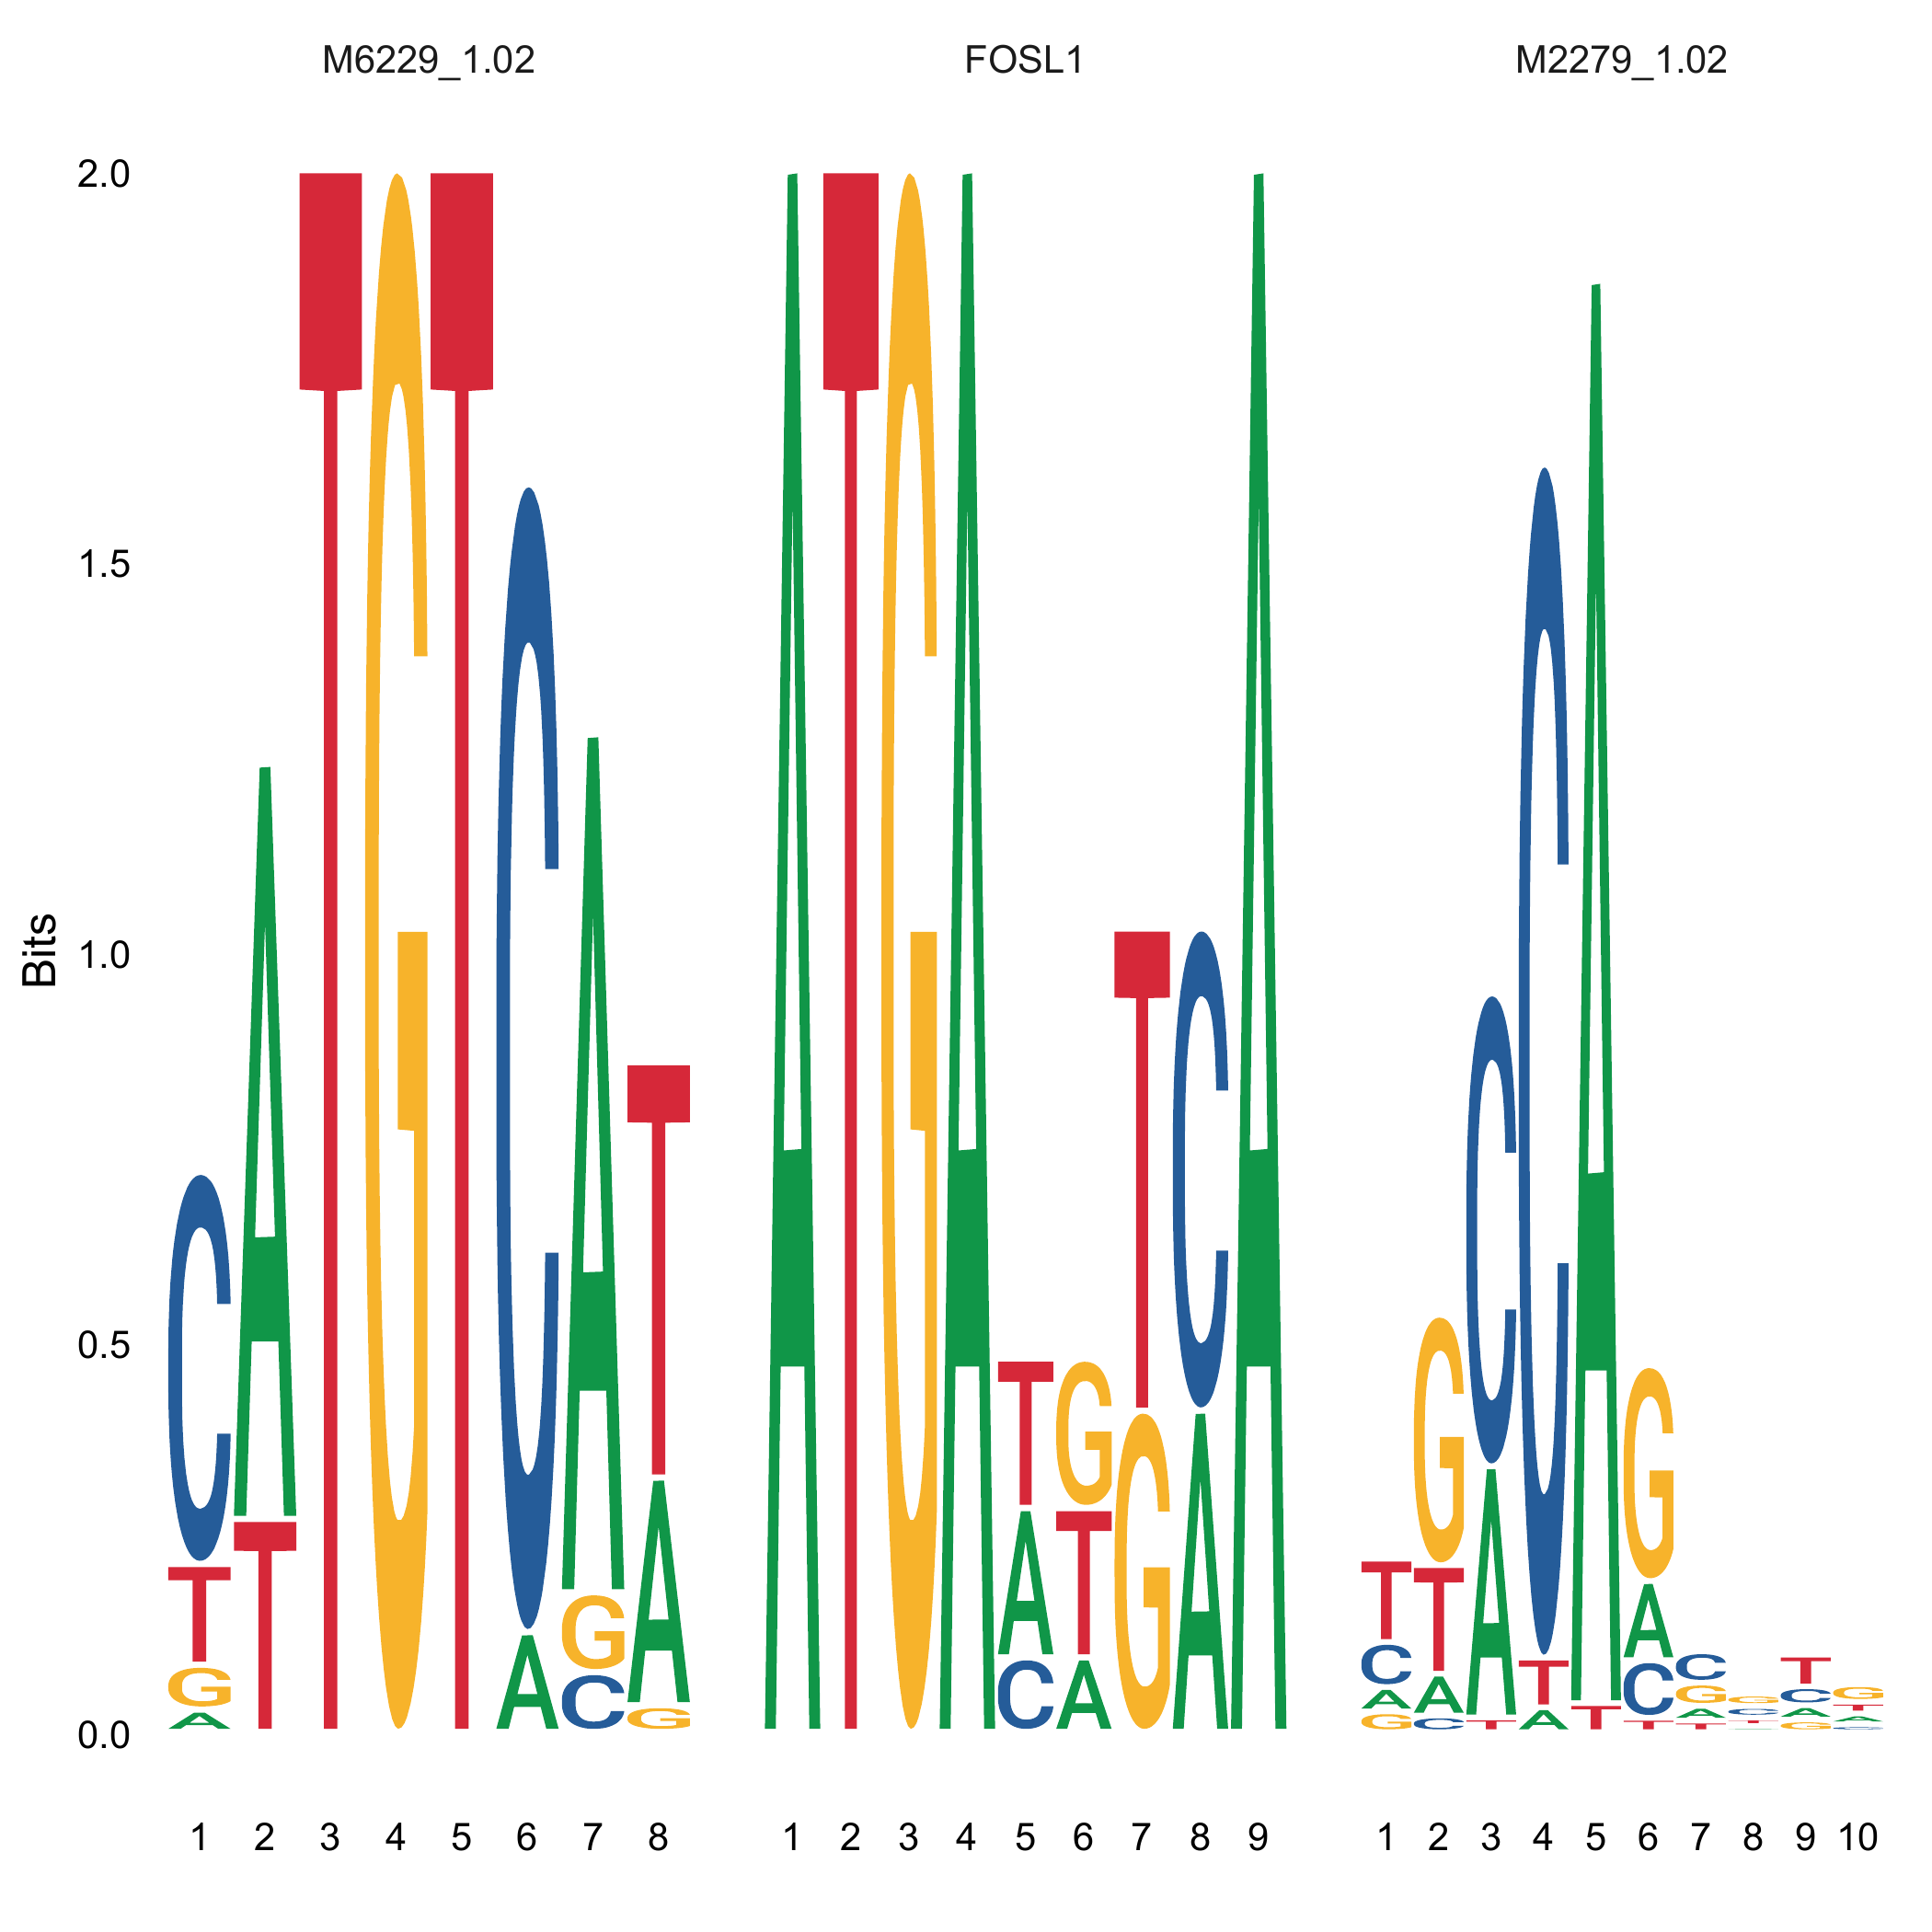 M6229_1.02 FOSL1 M2279_1.02
2.0
1.5
1.0
0.5
0.0
Bits
C A T G T C A T
T T A G A
G C G
A
A T G A T G T C A
A T G A
C A
T G C C A G C G T G
C T A T T A G C C T
A A T A C A T A A
G C T T G C
1 2 3 4 5 6 7 8 1 2 3 4 5 6 7 8 9 1 2 3 4 5 6 7 8 9 10